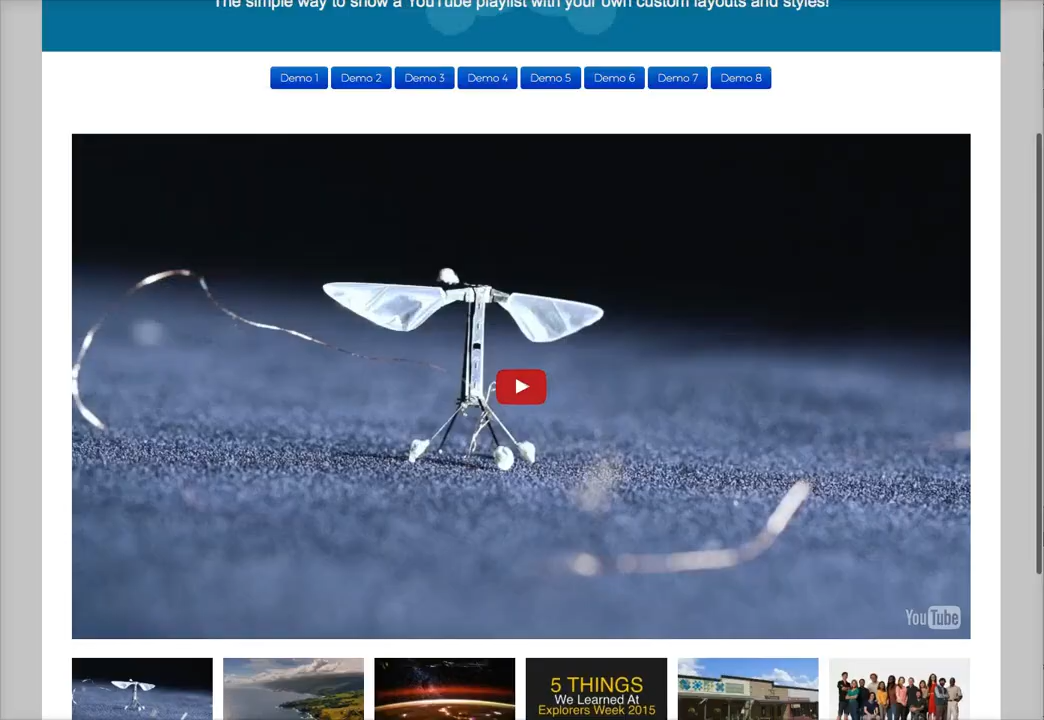 The simple way to show a YouTube playlist with your own custom layouts and styles!
Demo 1 Demo 2 Demo 3 Demo 4 Demo 5 Demo 6 Demo 7 Demo 8
YouTube
5 THINGS
We Learned At
Explorers Week 2015